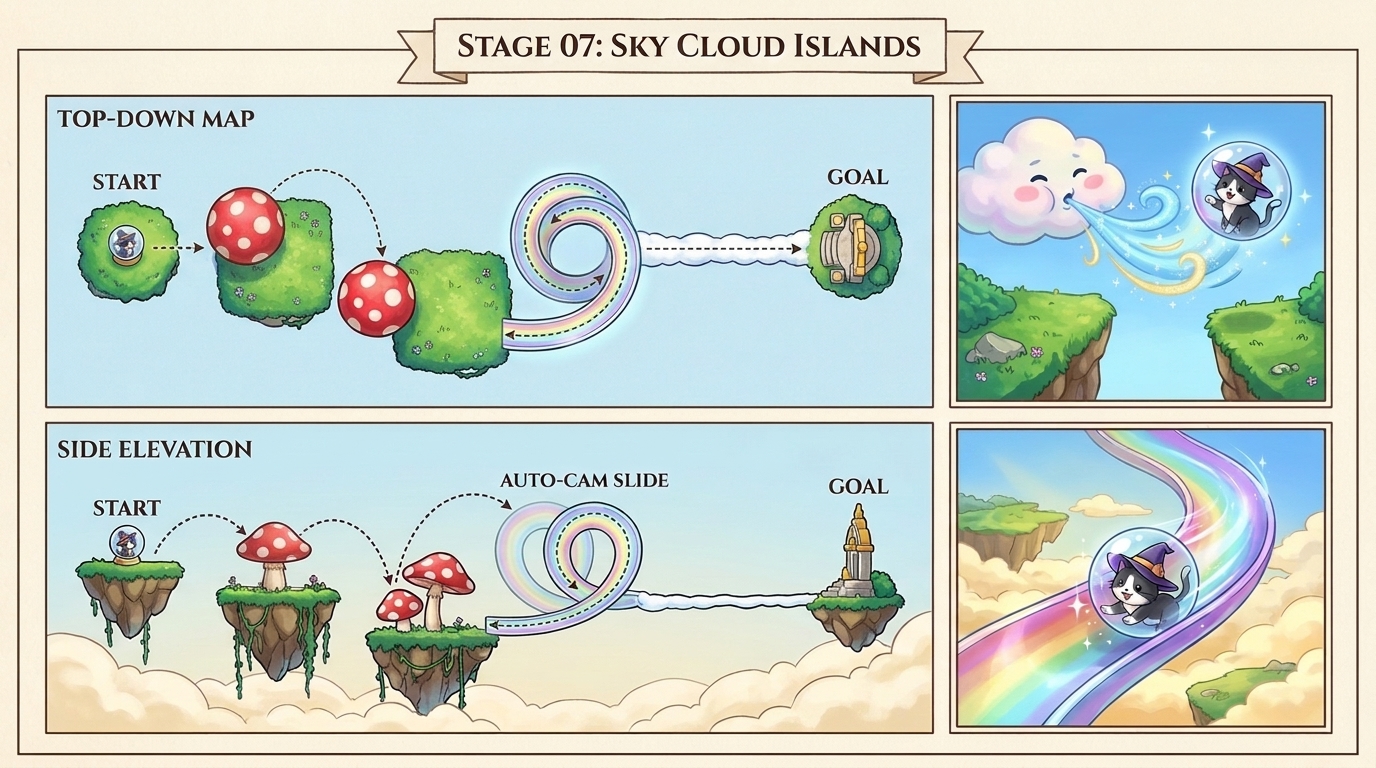 STAGE 07: SKY CLOUD ISLANDS
TOP-DOWN MAP
START
GOAL
SIDE ELEVATION
START
AUTO-CAM SLIDE
GOAL